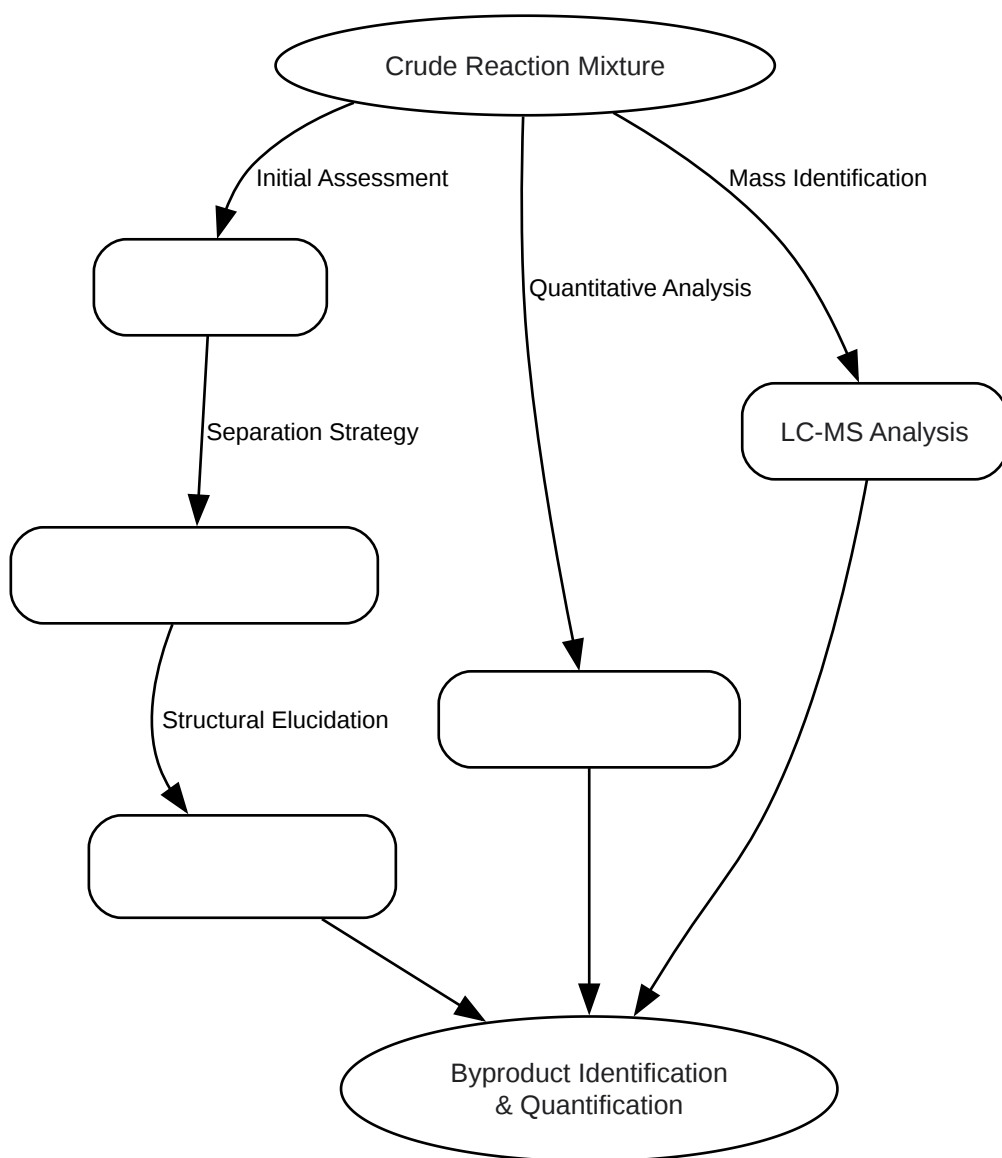 Crude Reaction Mixture
Initial Assessment
Mass Identification
Quantitative Analysis
Separation Strategy
LC-MS Analysis
Structural Elucidation
Byproduct Identification
& Quantification